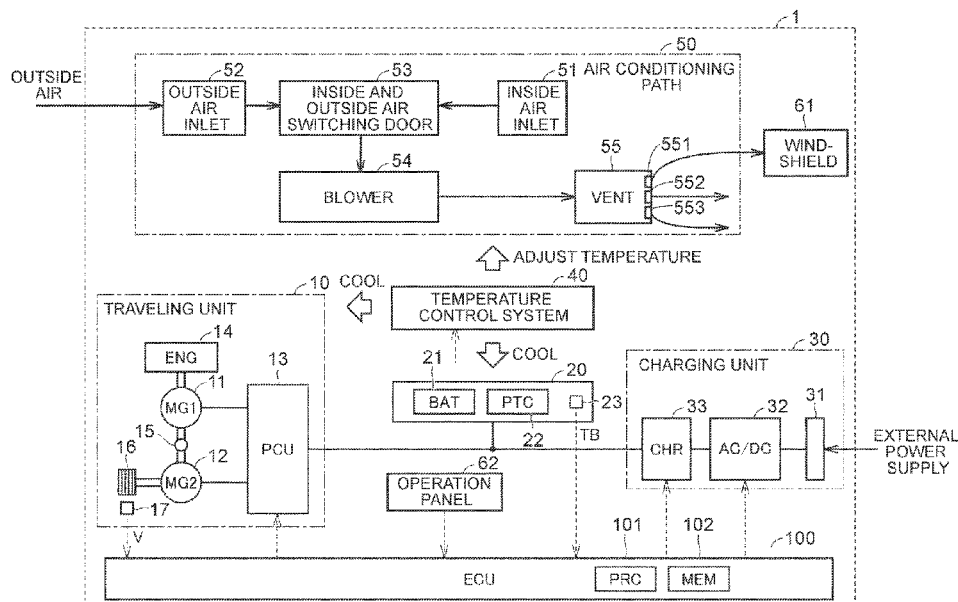 1
50
OUTSIDE
AIR
52
53
51
AIR CONDITIONING
PATH
OUTSIDE
AIR
INLET
INSIDE AND
OUTSIDE AIR
SWITCHING DOOR
INSIDE
AIR
INLET
61
WIND-
SHIELD
54
55
551
552
553
BLOWER
VENT
ADJUST TEMPERATURE
10
COOL
40
TRAVELING UNIT
TEMPERATURE
CONTROL SYSTEM
14
ENG
13
11
MG1
21
COOL
20
30
CHARGING UNIT
BAT
PTC
23
33
32
31
15
12
PCU
22
TB
CHR
AC/DC
EXTERNAL
POWER
SUPPLY
16
MG2
62
OPERATION
PANEL
17
V
101
102
100
ECU
PRC
MEM